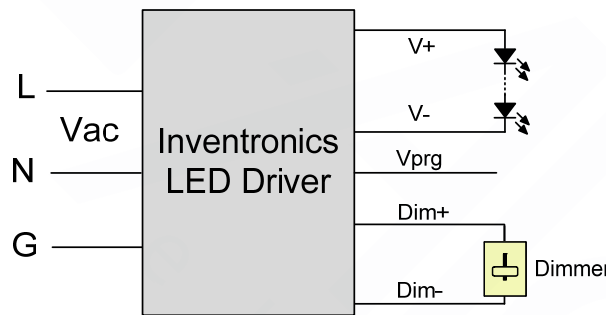 L
Vac
N
G
Inventronics
LED Driver
V+
V-
Vprg
Dim+
Dim-
Dimmer